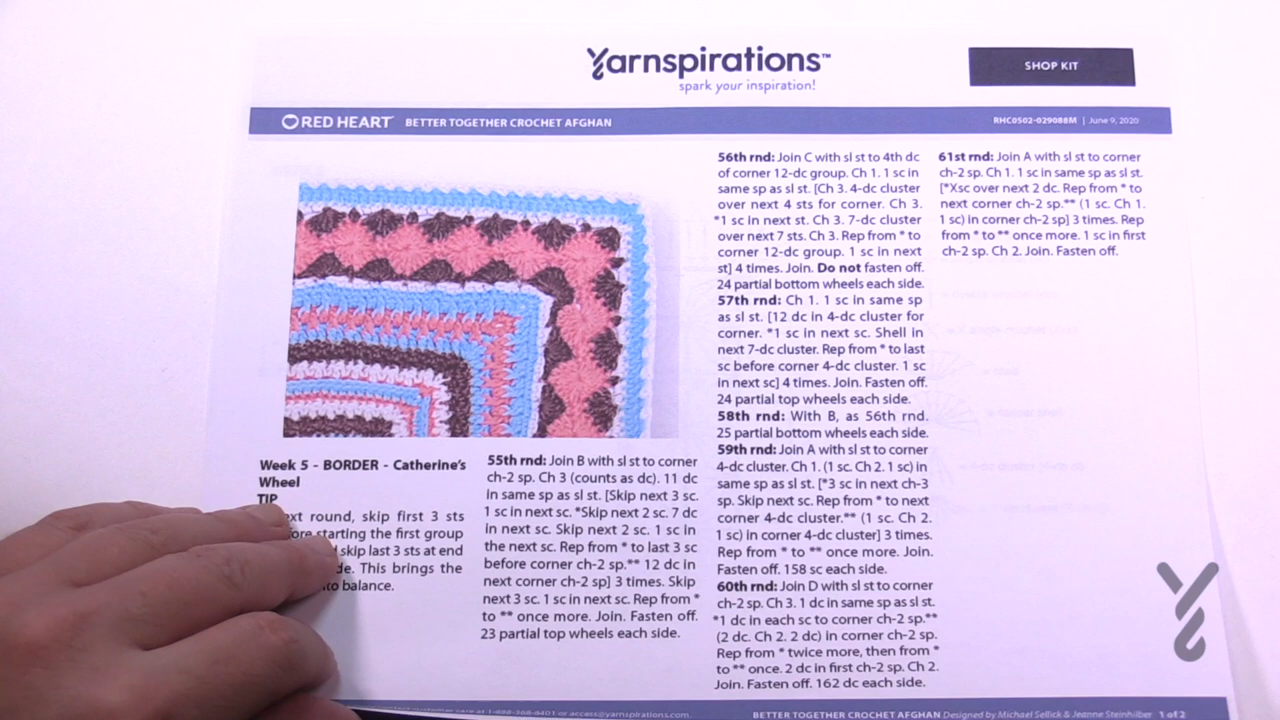 Yarnspirations™
spark your inspiration!
SHOP KIT
RED HEART BETTER TOGETHER CROCHET AFGHAN
RHC0502-029088M | June 9, 2020
Week 5 - BORDER - Catherine's
Wheel
TIP
round, skip first 3 sts
starting the first group
skip last 3 sts at end
This brings the
balance.
55th rnd: Join B with sl st to corner
ch-2 sp. Ch 3 (counts as dc). 11 dc
in same sp as sl st. [Skip next 3 sc.
1 sc in next sc. *Skip next 2 sc. 7 dc
in next sc. Skip next 2 sc. 1 sc in
the next sc. Rep from * to last 3 sc
before corner ch-2 sp.** 12 dc in
next corner ch-2 sp] 3 times. Skip
next 3 sc. 1 sc in next sc. Rep from *
to ** once more. Join. Fasten off.
23 partial top wheels each side.
56th rnd: Join C with sl st to 4th dc
of corner 12-dc group. Ch 1. 1 sc in
same sp as sl st. [Ch 3. 4-dc cluster
over next 4 sts for corner. Ch 3.
*1 sc in next st. Ch 3. 7-dc cluster
over next 7 sts. Ch 3. Rep from * to
corner 12-dc group. 1 sc in next
st] 4 times. Join. Do not fasten off.
24 partial bottom wheels each side.
57th rnd: Ch 1. 1 sc in same sp
as sl st. [12 dc in 4-dc cluster for
corner. *1 sc in next sc. Shell in
next 7-dc cluster. Rep from * to last
sc before corner 4-dc cluster. 1 sc
in next sc] 4 times. Join. Fasten off.
24 partial top wheels each side.
58th rnd: With B, as 56th rnd.
25 partial bottom wheels each side.
59th rnd: Join A with sl st to corner
4-dc cluster. Ch 1. (1 sc. Ch 2. 1 sc) in
same sp as sl st. [*3 sc in next ch-3
sp. Skip next sc. Rep from * to next
corner 4-dc cluster.** (1 sc. Ch 2.
1 sc) in corner 4-dc cluster] 3 times.
Rep from * to ** once more. Join.
Fasten off. 158 sc each side.
60th rnd: Join D with sl st to corner
ch-2 sp. Ch 3. 1 dc in same sp as sl st.
*1 dc in each sc to corner ch-2 sp.**
(2 dc. Ch 2. 2 dc) in corner ch-2 sp.
Rep from * twice more, then from *
to ** once. 2 dc in first ch-2 sp. Ch 2.
Join. Fasten off. 162 dc each side.
61st rnd: Join A with sl st to corner
ch-2 sp. Ch 1. 1 sc in same sp as sl st.
[*Xsc over next 2 dc. Rep from * to
next corner ch-2 sp.** (1 sc. Ch 1.
1 sc) in corner ch-2 sp] 3 times. Rep
from * to ** once more. 1 sc in first
ch-2 sp. Ch 2. Join. Fasten off.
at 1-888-368-8401 or access@yarnspirations.com.
BETTER TOGETHER CROCHET AFGHAN Designed by Michael Sellick & Jeanne Steinhilber 1 of 2